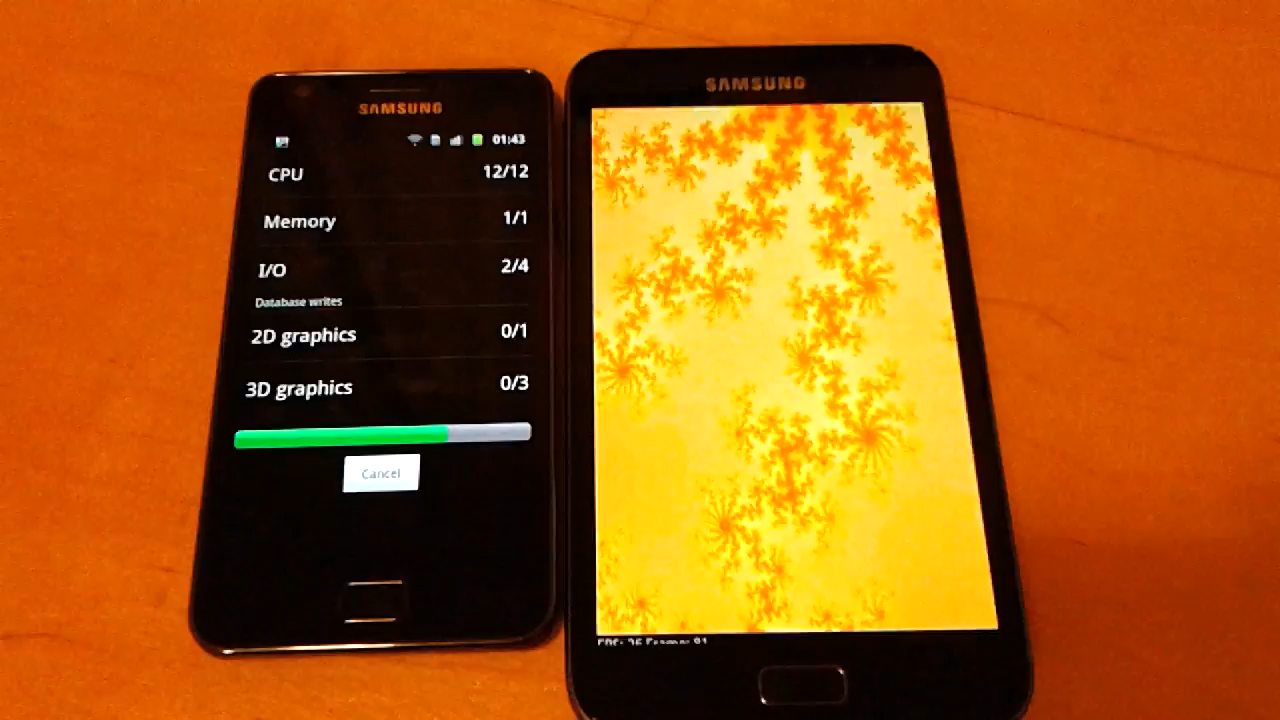 SAMSUNG
01:43
CPU 12/12
Memory 1/1
I/O 2/4
Database writes
2D graphics 0/1
3D graphics 0/3
Cancel
SAMSUNG